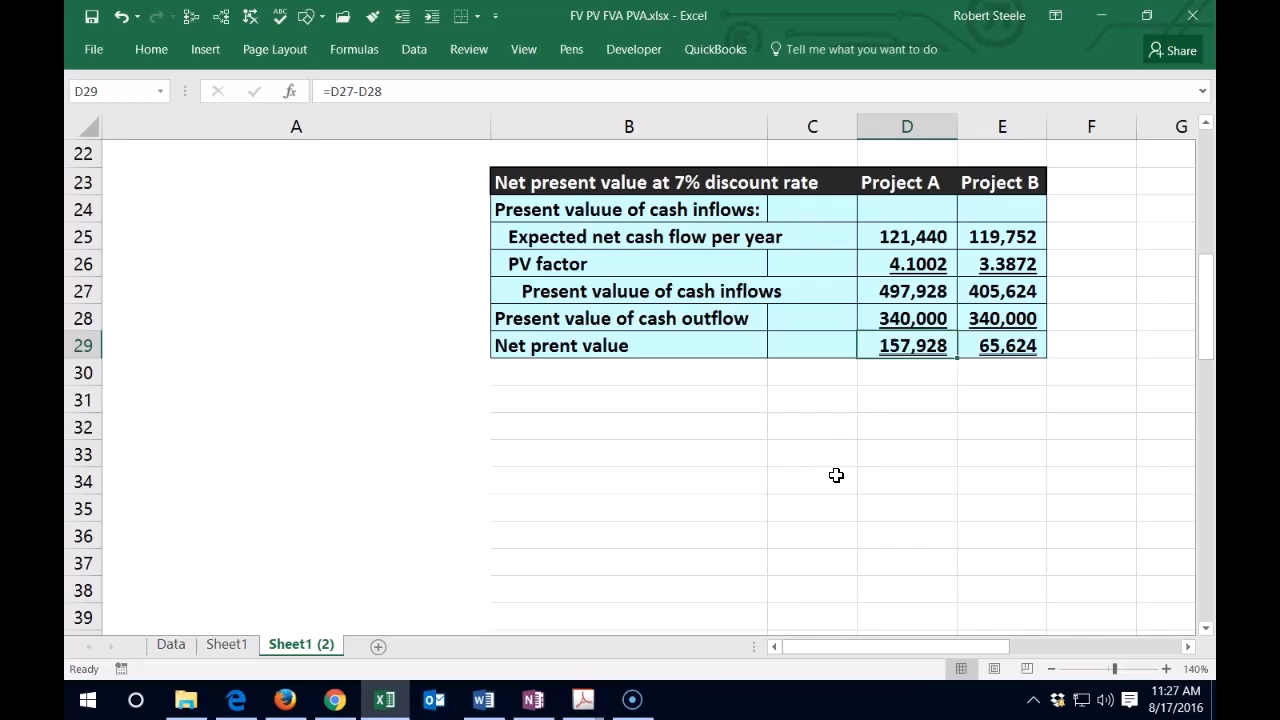 FV PV FVA PVA.xlsx - Excel
Robert Steele
File Home Insert Page Layout Formulas Data Review View Pens Developer QuickBooks Tell me what you want to do Share
D29 fx =D27-D28
A B C D E F G
22
23 Net present value at 7% discount rate Project A Project B
24 Present valuue of cash inflows:
25 Expected net cash flow per year 121,440 119,752
26 PV factor 4.1002 3.3872
27 Present valuue of cash inflows 497,928 405,624
28 Present value of cash outflow 340,000 340,000
29 Net prent value 157,928 65,624
30
31
32
33
34
35
36
37
38
39
Data Sheet1 Sheet1 (2)
Ready 140%
11:27 AM
8/17/2016